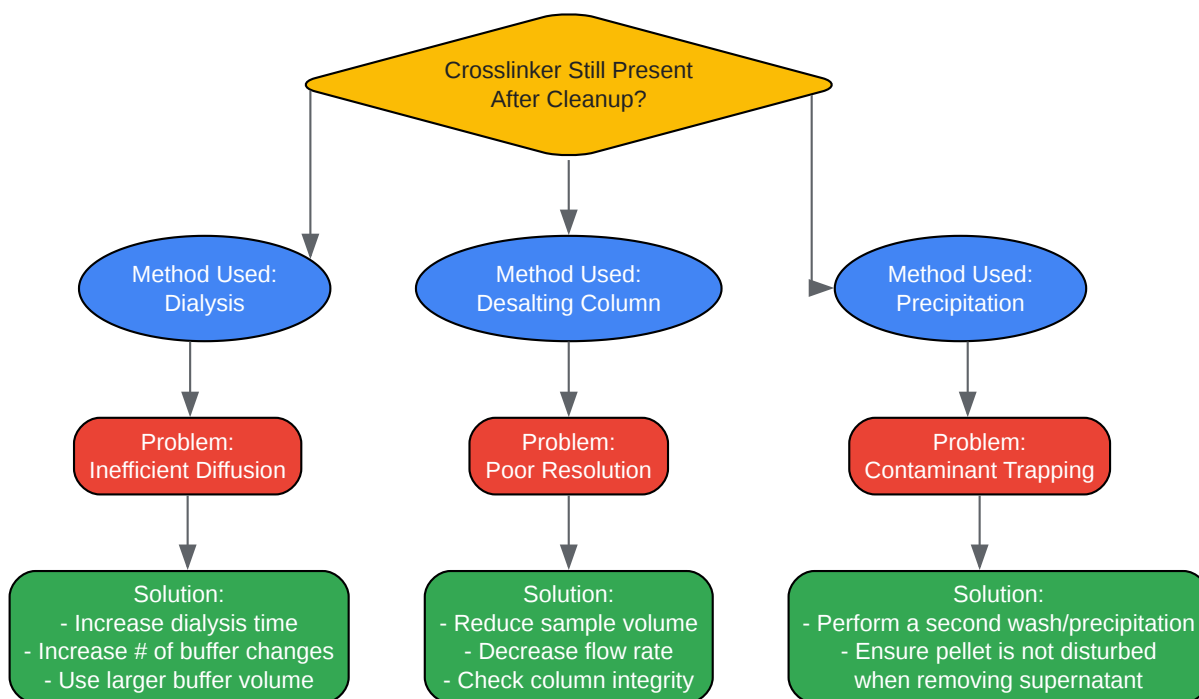 Crosslinker Still Present
After Cleanup?
Method Used:
Dialysis
Method Used:
Desalting Column
Method Used:
Precipitation
Problem:
Inefficient Diffusion
Problem:
Poor Resolution
Problem:
Contaminant Trapping
Solution:
- Increase dialysis time
- Increase # of buffer changes
- Use larger buffer volume
Solution:
- Reduce sample volume
- Decrease flow rate
- Check column integrity
Solution:
- Perform a second wash/precipitation
- Ensure pellet is not disturbed
when removing supernatant